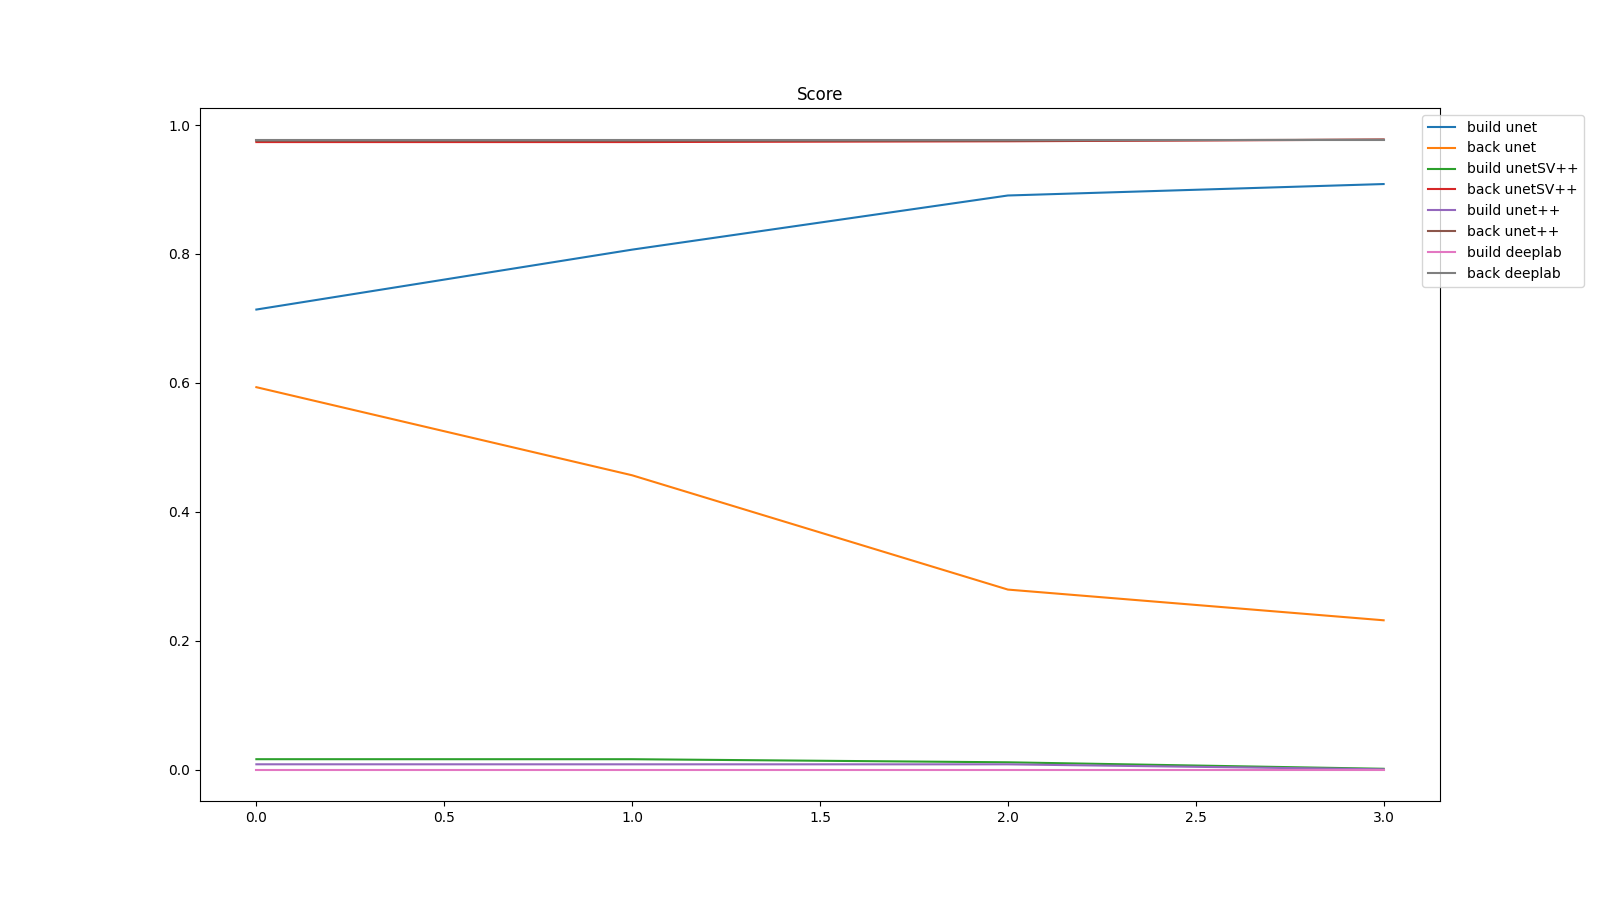 Score
1.0
0.8
0.6
0.4
0.2
0.0
0.0 0.5 1.0 1.5 2.0 2.5 3.0
build unet
back unet
build unetSV++
back unetSV++
build unet++
back unet++
build deeplab
back deeplab